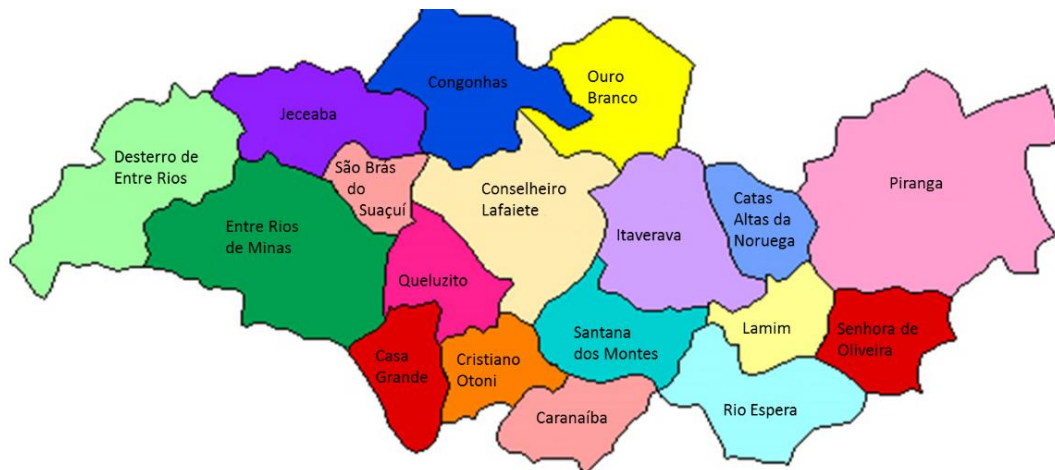 Congonhas
Ouro
Branco
Jeceaba
Desterro de
Entre Rios
São Brás
do
Suaçuí
Conselheiro
Lafaiete
Catas
Altas da
Noruega
Piranga
Entre Rios
de Minas
Itaverava
Queluzito
Santana
dos Montes
Lamim
Senhora de
Oliveira
Casa
Grande
Cristiano
Otoni
Caranaíba
Rio Espera